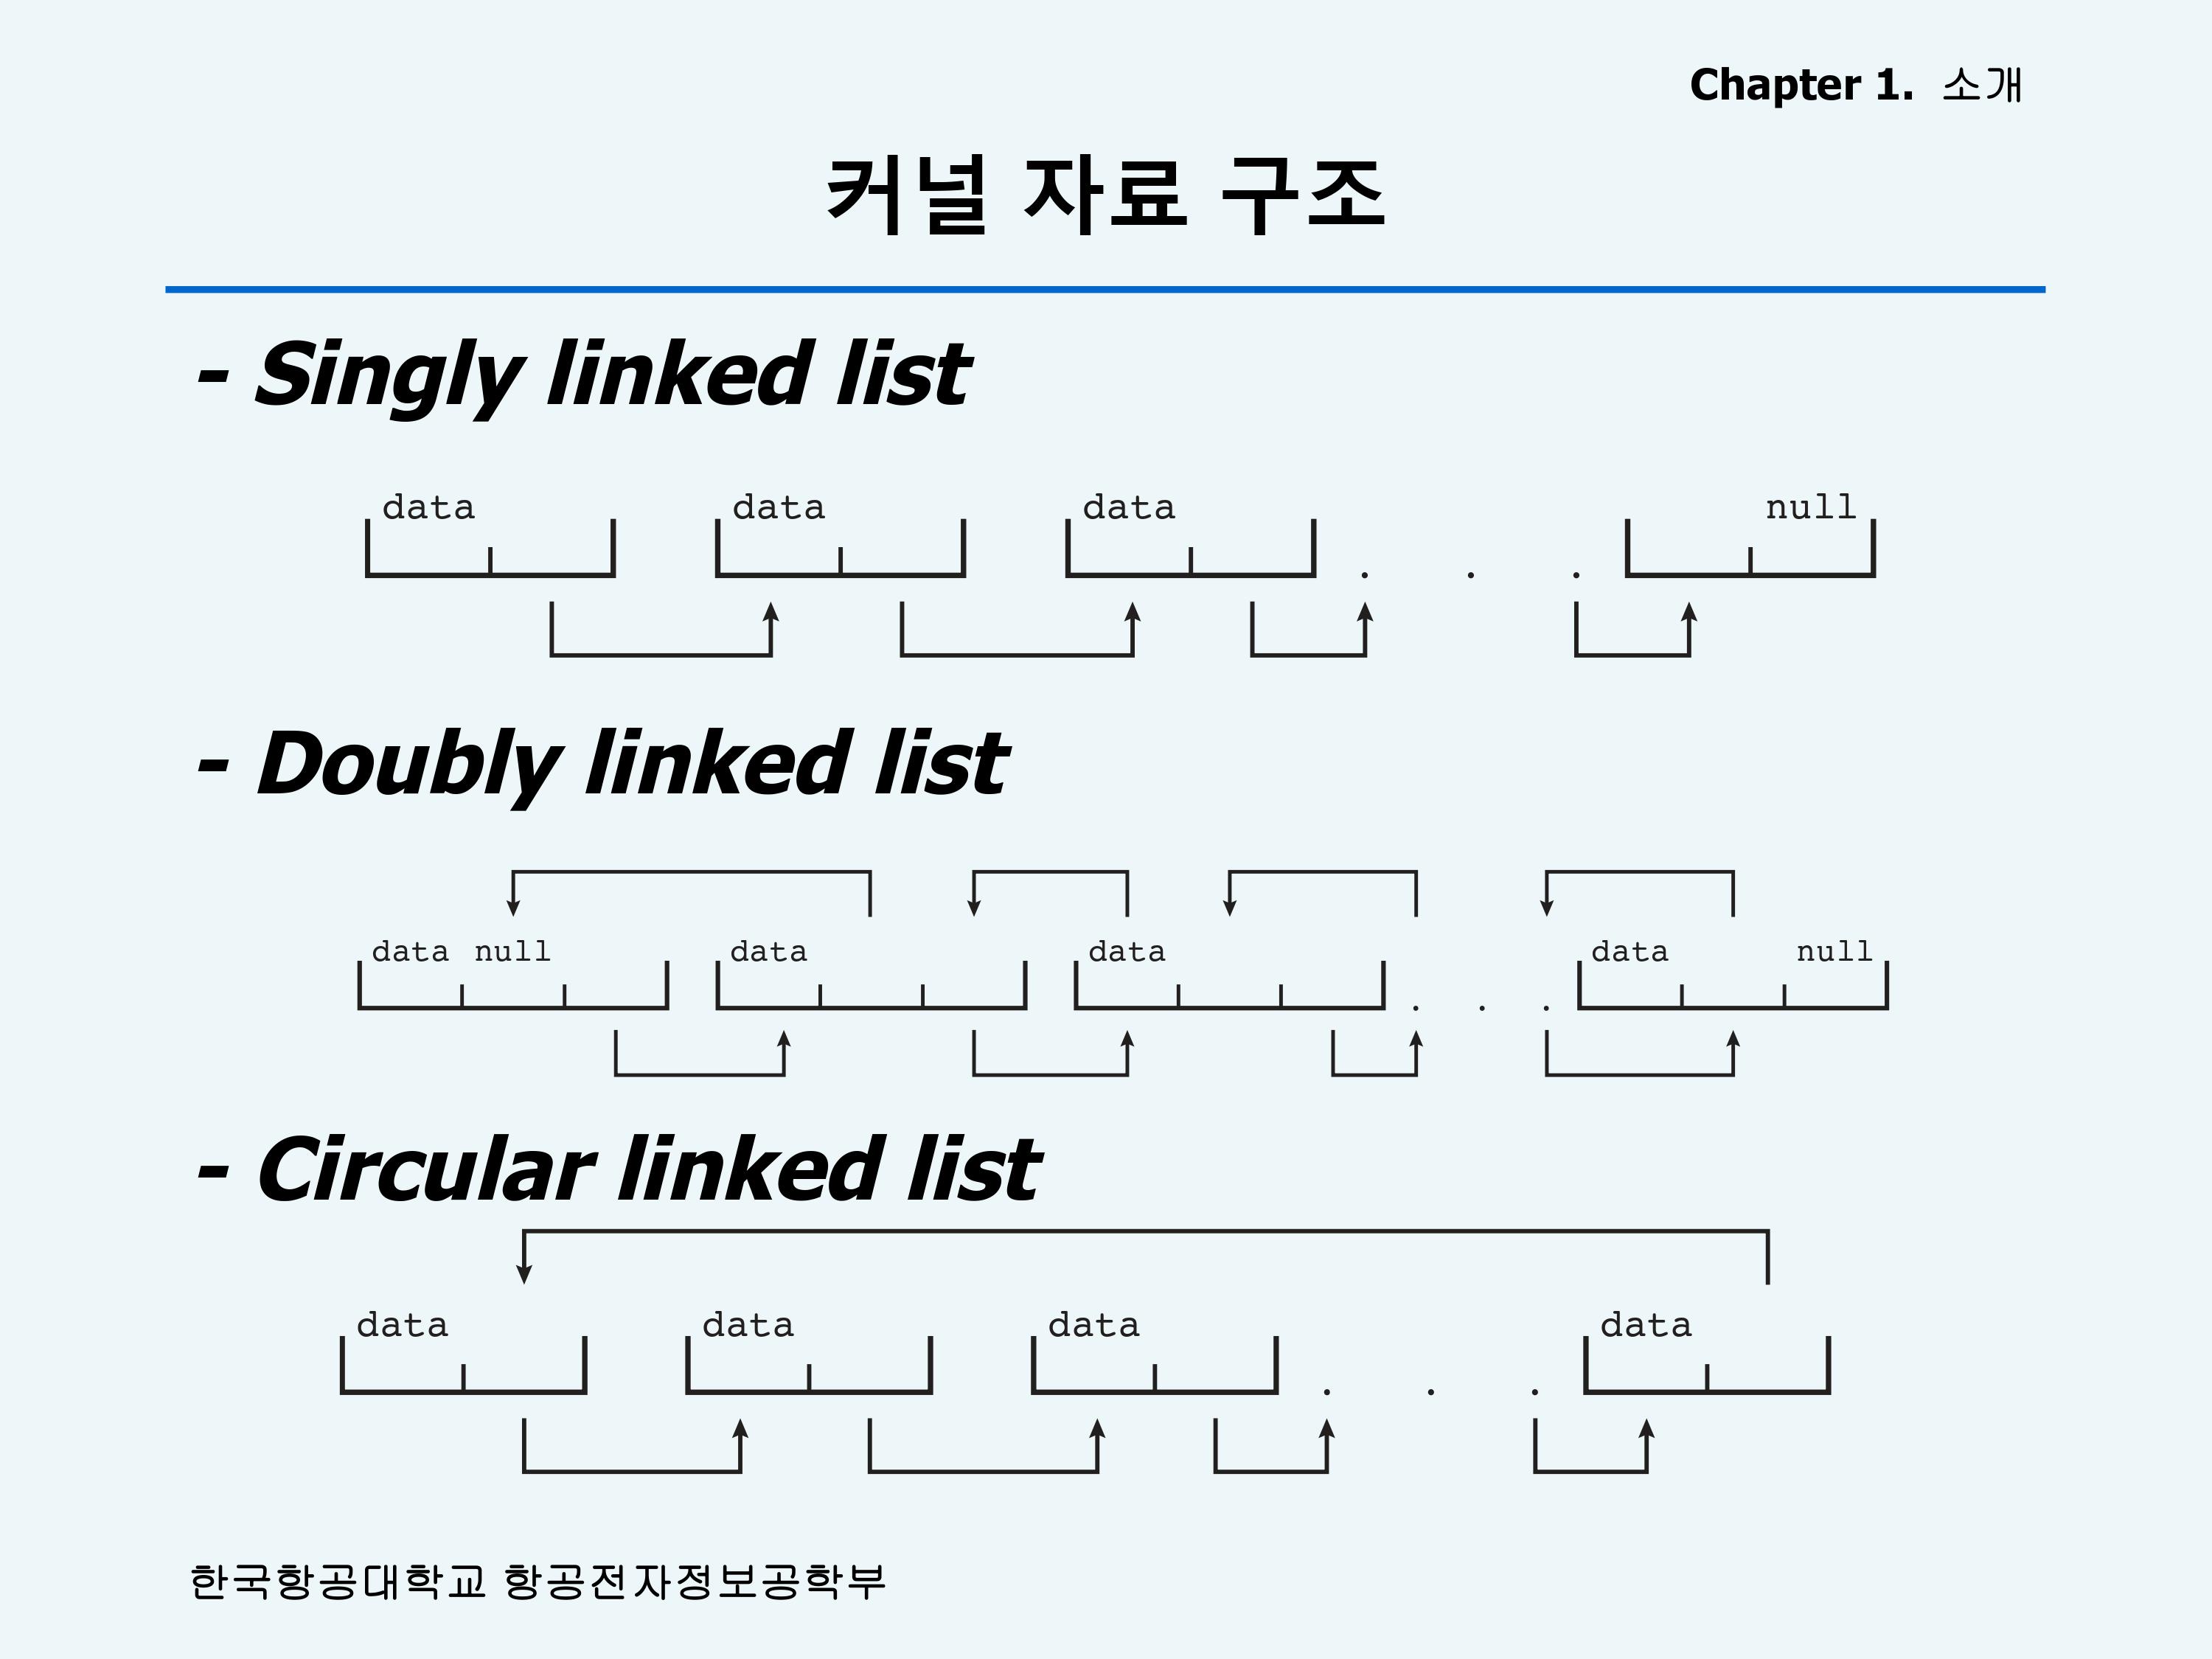 Chapter 1. 소개
커널 자료 구조
- Singly linked list
data data data null
- Doubly linked list
data null data data data null
- Circular linked list
data data data data
한국항공대학교 항공전자정보공학부